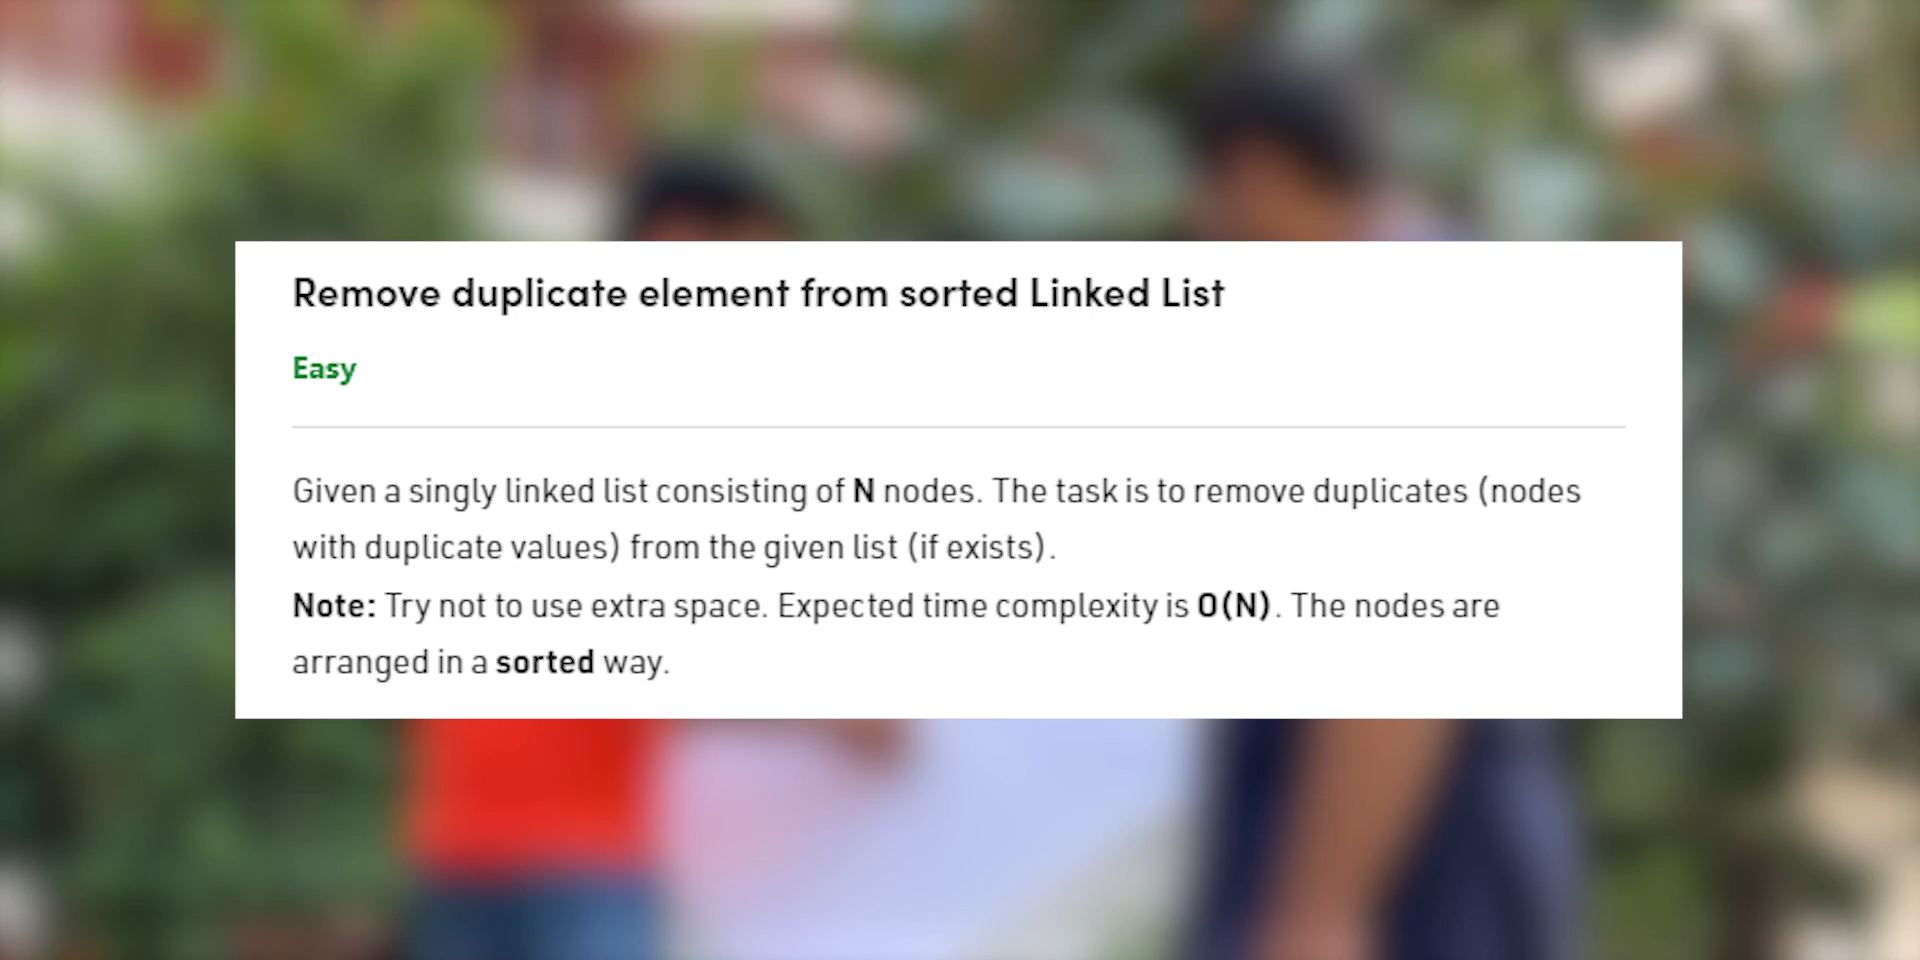 Remove duplicate element from sorted Linked List
Easy
Given a singly linked list consisting of N nodes. The task is to remove duplicates (nodes
with duplicate values) from the given list (if exists).
Note: Try not to use extra space. Expected time complexity is O(N). The nodes are
arranged in a sorted way.